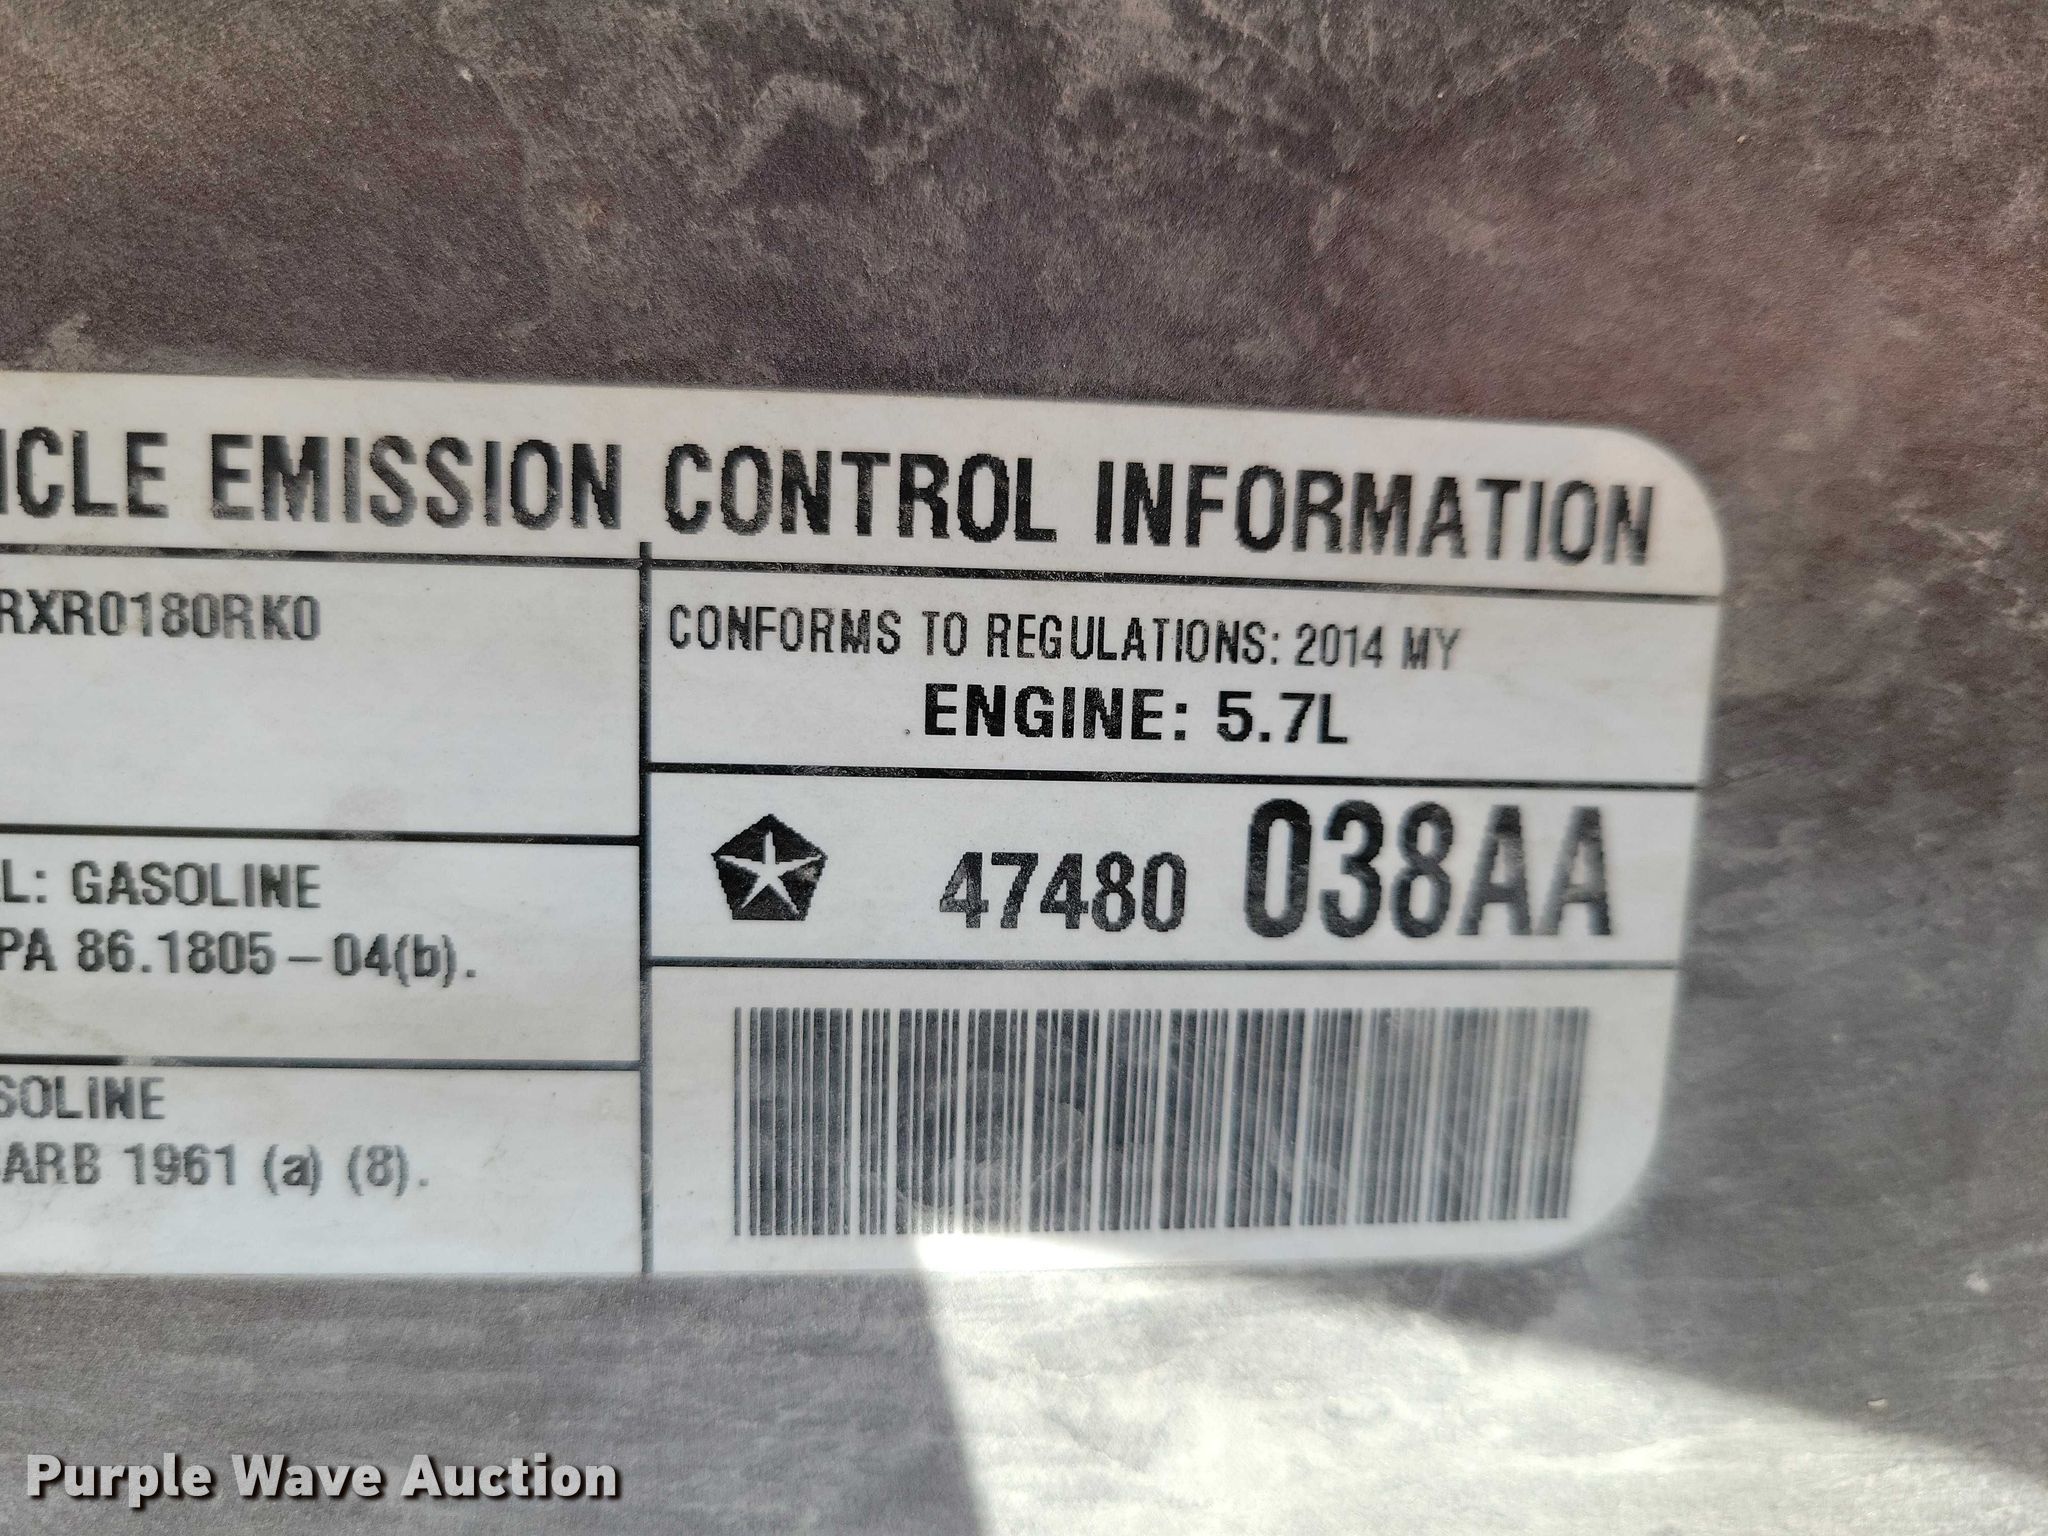 ICLE EMISSION CONTROL INFORMATION
RXR0180RK0
CONFORMS TO REGULATIONS: 2014 MY
ENGINE: 5.7L
47480 038AA
L: GASOLINE
PA 86.1805-04(b).
SOLINE
ARB 1961 (a) (8).
Purple Wave Auction